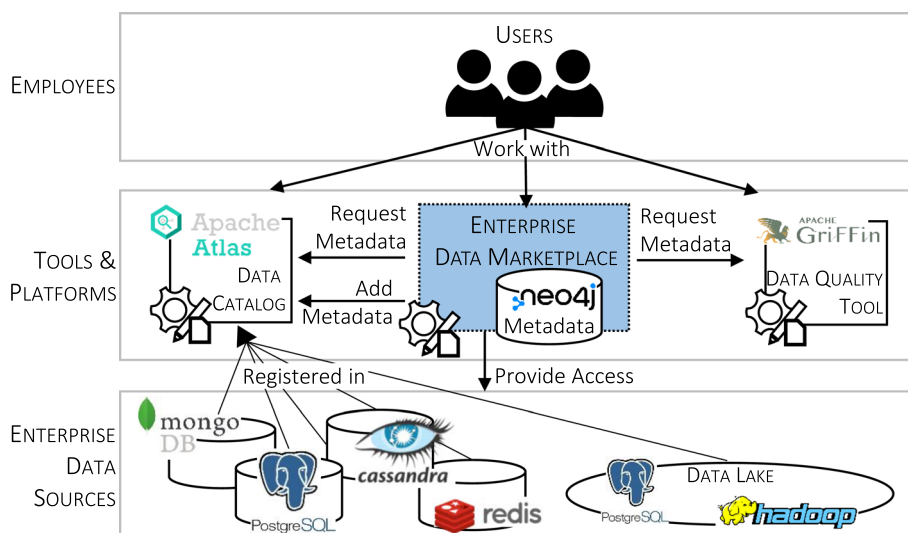 USERS
EMPLOYEES
Work with
Apache
Atlas
DATA
CATALOG
Request
Metadata
Add
Metadata
ENTERPRISE
DATA MARKETPLACE
neo4j
Metadata
Request
Metadata
APACHE
GriFFin
DATA QUALITY
TOOL
TOOLS &
PLATFORMS
Registered in
Provide Access
ENTERPRISE
DATA
SOURCES
mongo
DB
PostgreSQL
cassandra
redis
DATA LAKE
PostgreSQL
hadoop